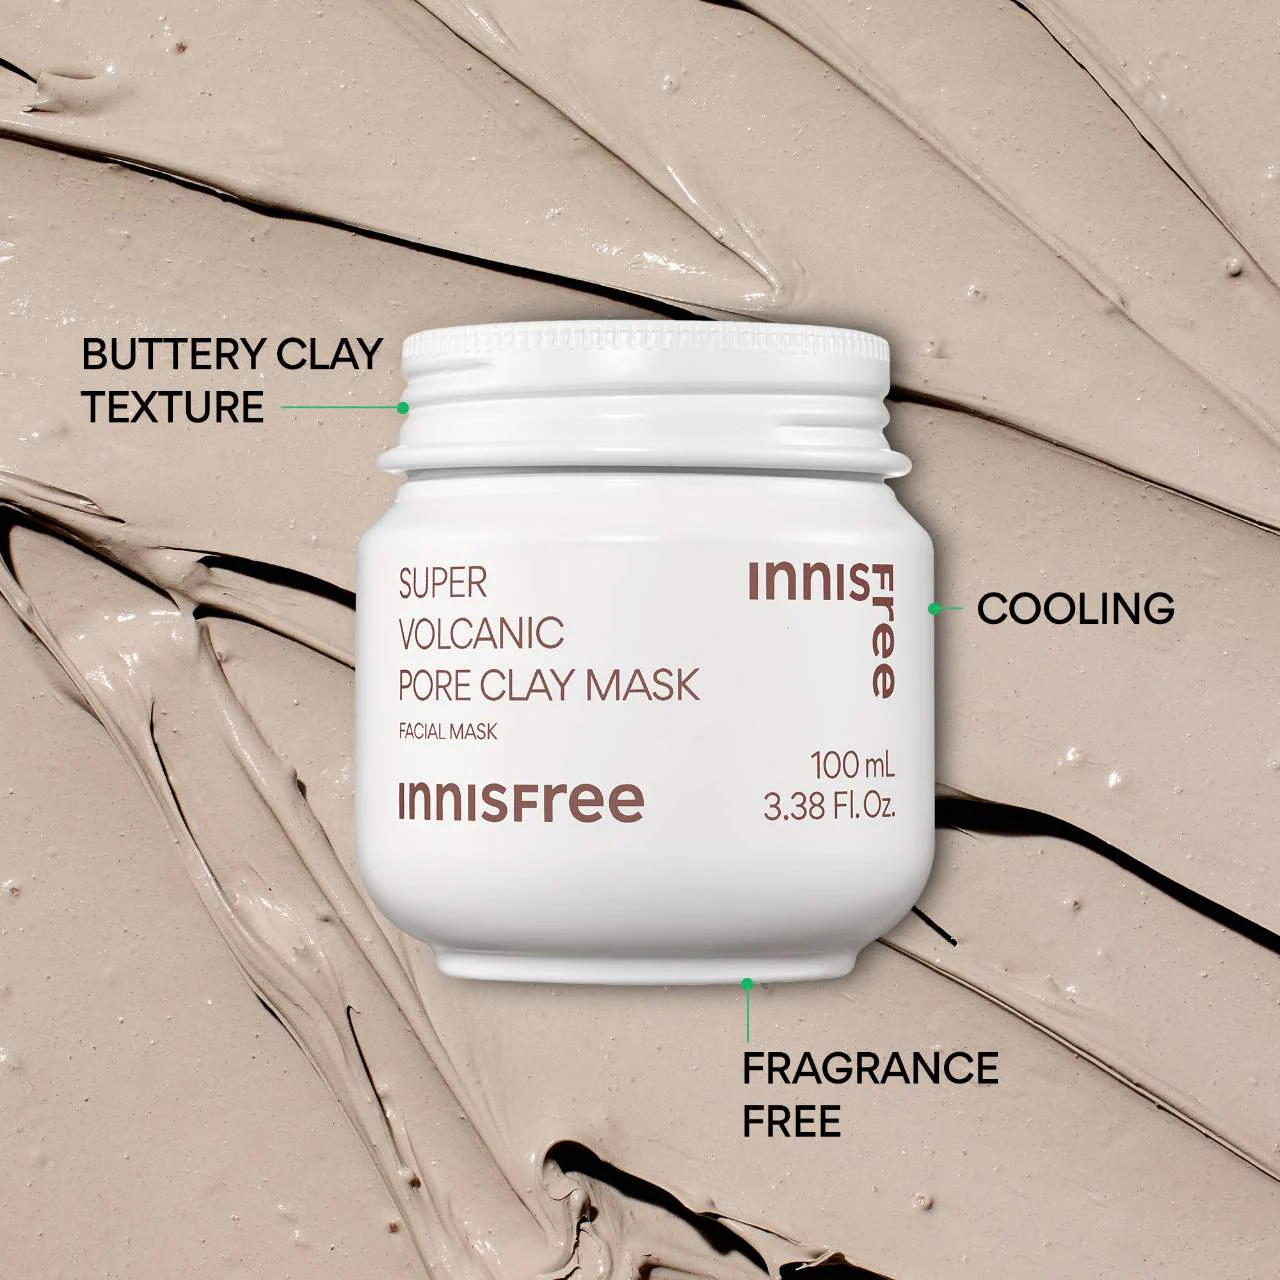 BUTTERY CLAY
TEXTURE
SUPER
VOLCANIC
PORE CLAY MASK
FACIAL MASK
INNISFree
INNISFree
100 mL
3.38 Fl.Oz.
COOLING
FRAGRANCE
FREE